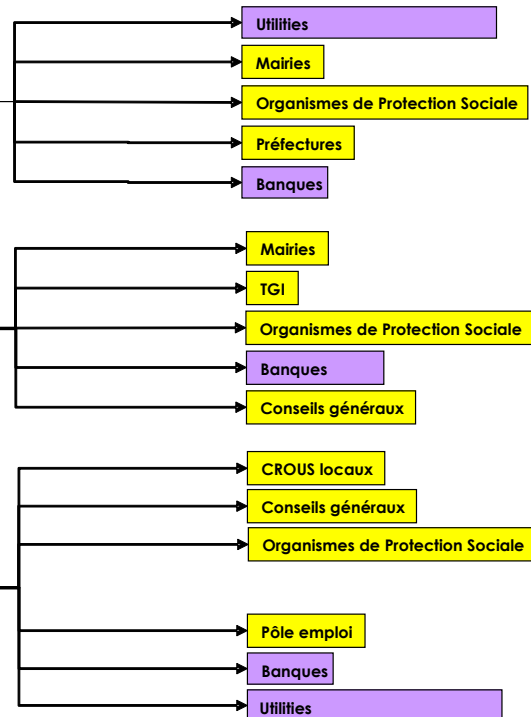 Utilities
Mairies
Organismes de Protection Sociale
Préfectures
Banques
Mairies
TGI
Organismes de Protection Sociale
Banques
Conseils généraux
CROUS locaux
Conseils généraux
Organismes de Protection Sociale
Pôle emploi
Banques
Utilities